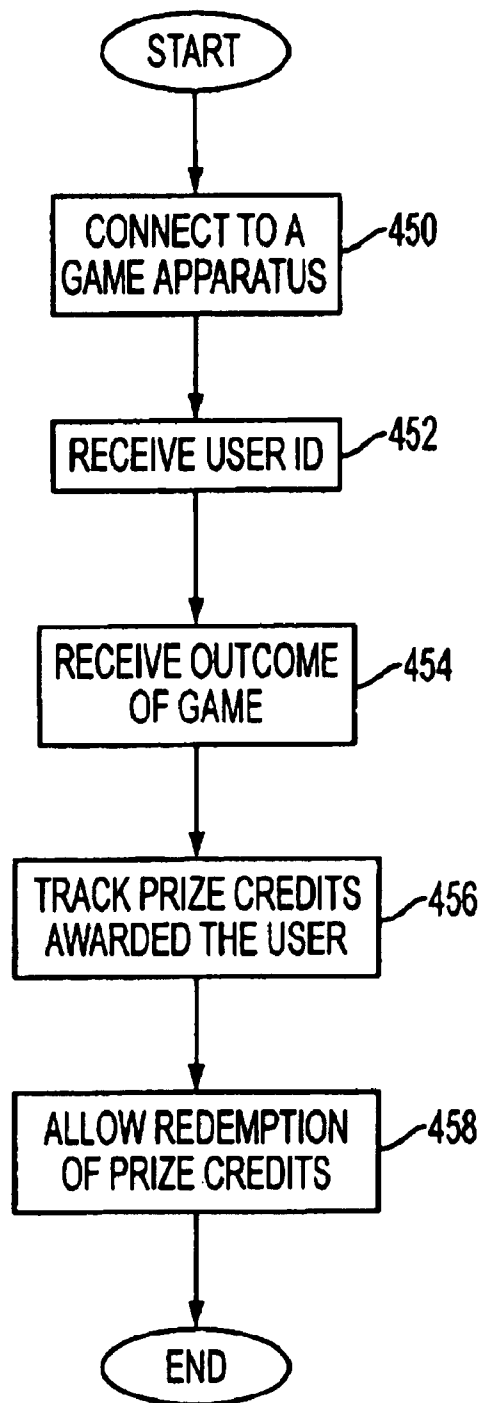 START
CONNECT TO A
GAME APPARATUS
450
RECEIVE USER ID
452
RECEIVE OUTCOME
OF GAME
454
TRACK PRIZE CREDITS
AWARDED THE USER
456
ALLOW REDEMPTION
OF PRIZE CREDITS
458
END